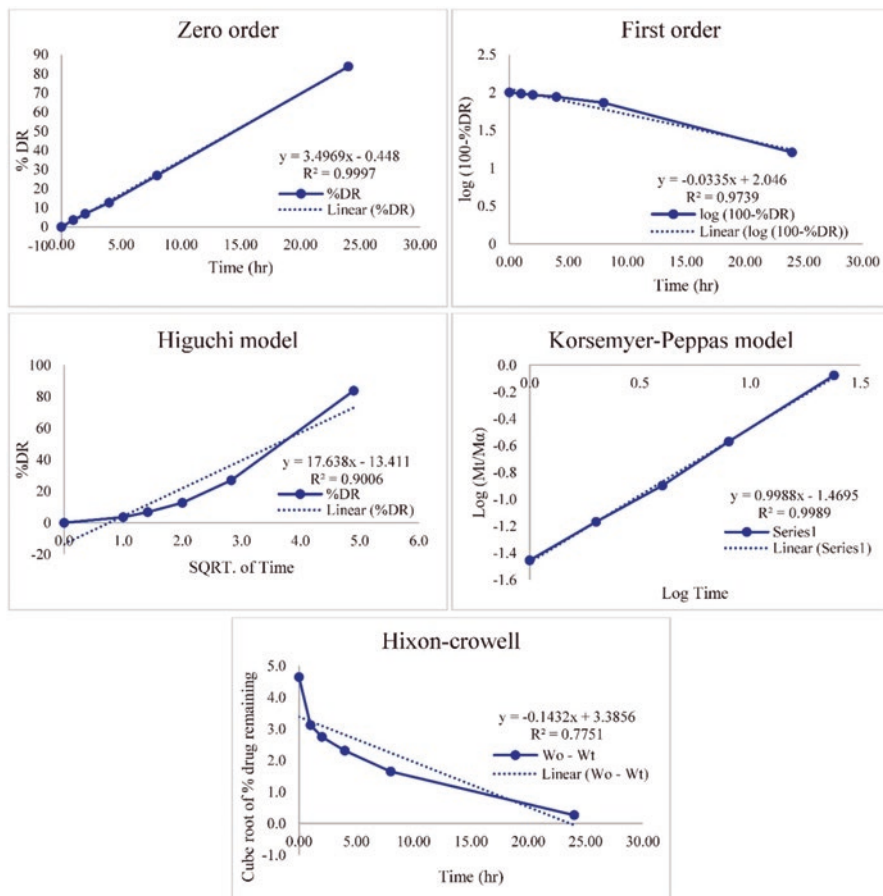 Zero order
90
80
70
60
50
40
30
20
10
0
-10
0.00 5.00 10.00 15.00 20.00 25.00 30.00
% DR
Time (hr)
y = 3.4969x - 0.448
R² = 0.9997
%DR
Linear (%DR)
First order
2.5
2
1.5
1
0.5
0
0.00 5.00 10.00 15.00 20.00 25.00 30.00
log (100-%DR)
Time (hr)
y = -0.0335x + 2.046
R² = 0.9739
log (100-%DR)
Linear (log (100-%DR))
Higuchi model
100
80
60
40
20
0
-20
0.0 1.0 2.0 3.0 4.0 5.0 6.0
%DR
SQRT. of Time
y = 17.638x - 13.411
R² = 0.9006
%DR
Linear (%DR)
Korsemyer-Peppas model
0.0
-0.2
-0.4
-0.6
-0.8
-1.0
-1.2
-1.4
-1.6
0.0 0.5 1.0 1.5
Log (Mt/Mα)
Log Time
y = 0.9988x - 1.4695
R² = 0.9989
Series1
Linear (Series1)
Hixon-crowell
5.0
4.0
3.0
2.0
1.0
0.0
-1.0
0.00 5.00 10.00 15.00 20.00 25.00 30.00
Cube root of % drug remaining
Time (hr)
y = -0.1432x + 3.3856
R² = 0.7751
Wo - Wt
Linear (Wo - Wt)